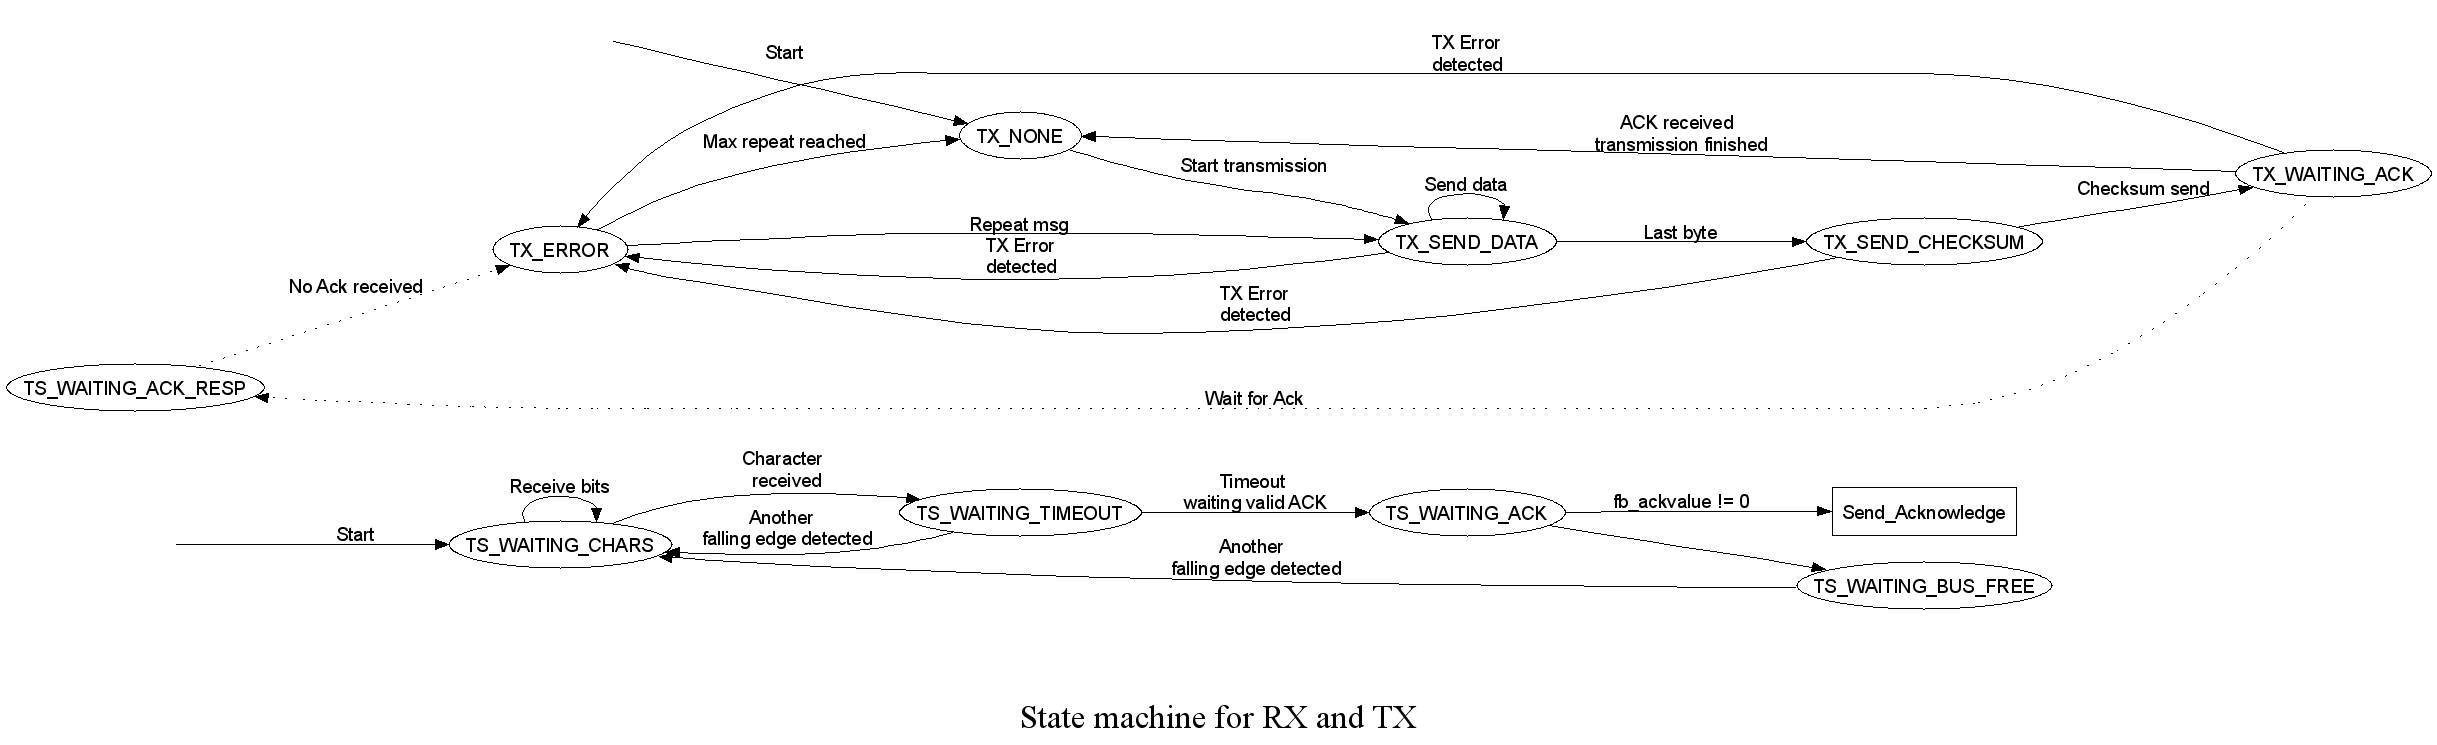 Start
TX Error
detected
Max repeat reached
TX_NONE
ACK received
transmission finished
Start transmission
TX_WAITING_ACK
Send data
Checksum send
TX_ERROR
Repeat msg
TX Error
detected
TX_SEND_DATA
Last byte
TX_SEND_CHECKSUM
No Ack received
TX Error
detected
TS_WAITING_ACK_RESP
Wait for Ack
Receive bits
Character
received
Timeout
waiting valid ACK
fb_ackvalue != 0
Start
TS_WAITING_CHARS
Another
falling edge detected
TS_WAITING_TIMEOUT
TS_WAITING_ACK
Send_Acknowledge
Another
falling edge detected
TS_WAITING_BUS_FREE
State machine for RX and TX